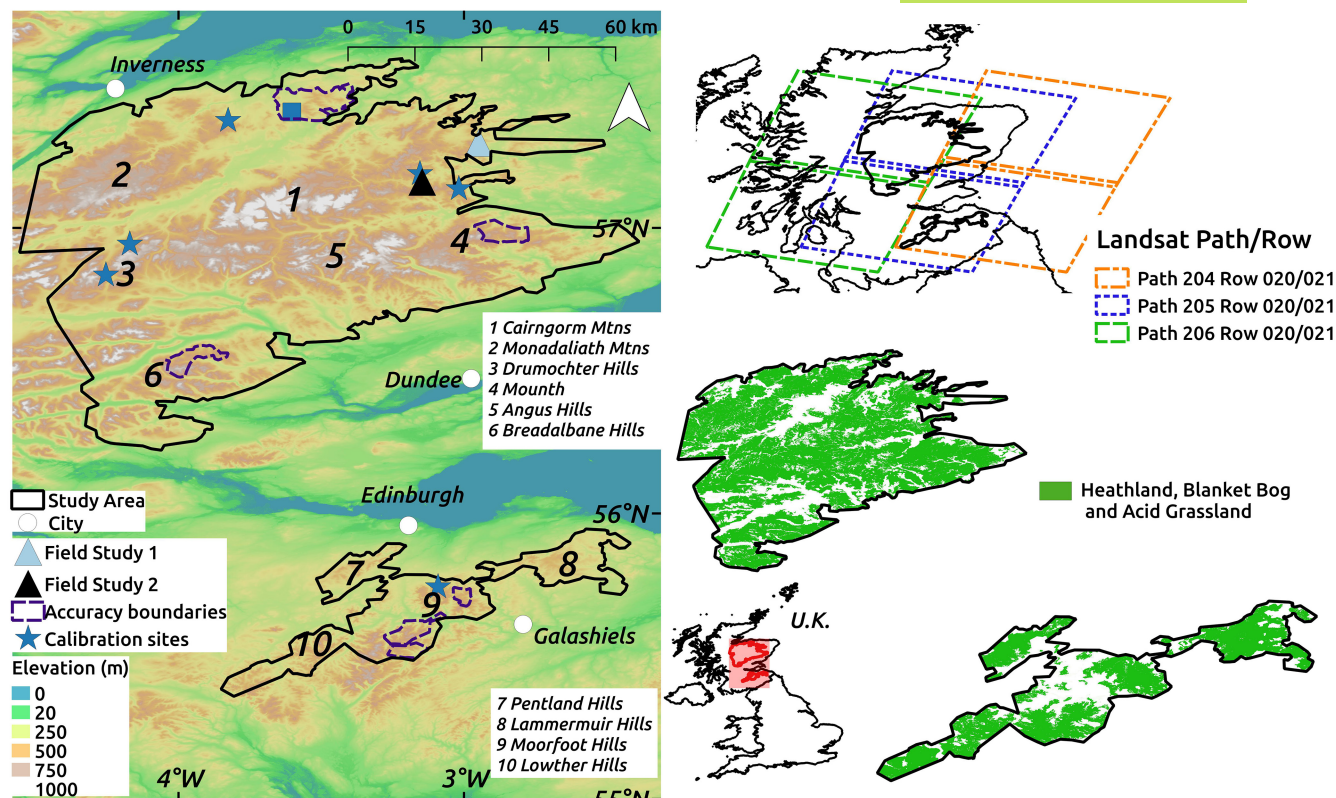 0 15 30 45 60 km
Inverness
2
1
57°N
4
5
3
1 Cairngorm Mtns
2 Monadaliath Mtns
3 Drumochter Hills
4 Mounth
5 Angus Hills
6 Breadalbane Hills
6
Dundee
Edinburgh
56°N
Study Area
City
Field Study 1
Field Study 2
Accuracy boundaries
Calibration sites
7
8
9
10
Galashiels
Elevation (m)
0
20
250
500
750
1000
7 Pentland Hills
8 Lammermuir Hills
9 Moorfoot Hills
10 Lowther Hills
4°W
3°W
55°N
Landsat Path/Row
Path 204 Row 020/021
Path 205 Row 020/021
Path 206 Row 020/021
Heathland, Blanket Bog
and Acid Grassland
U.K.